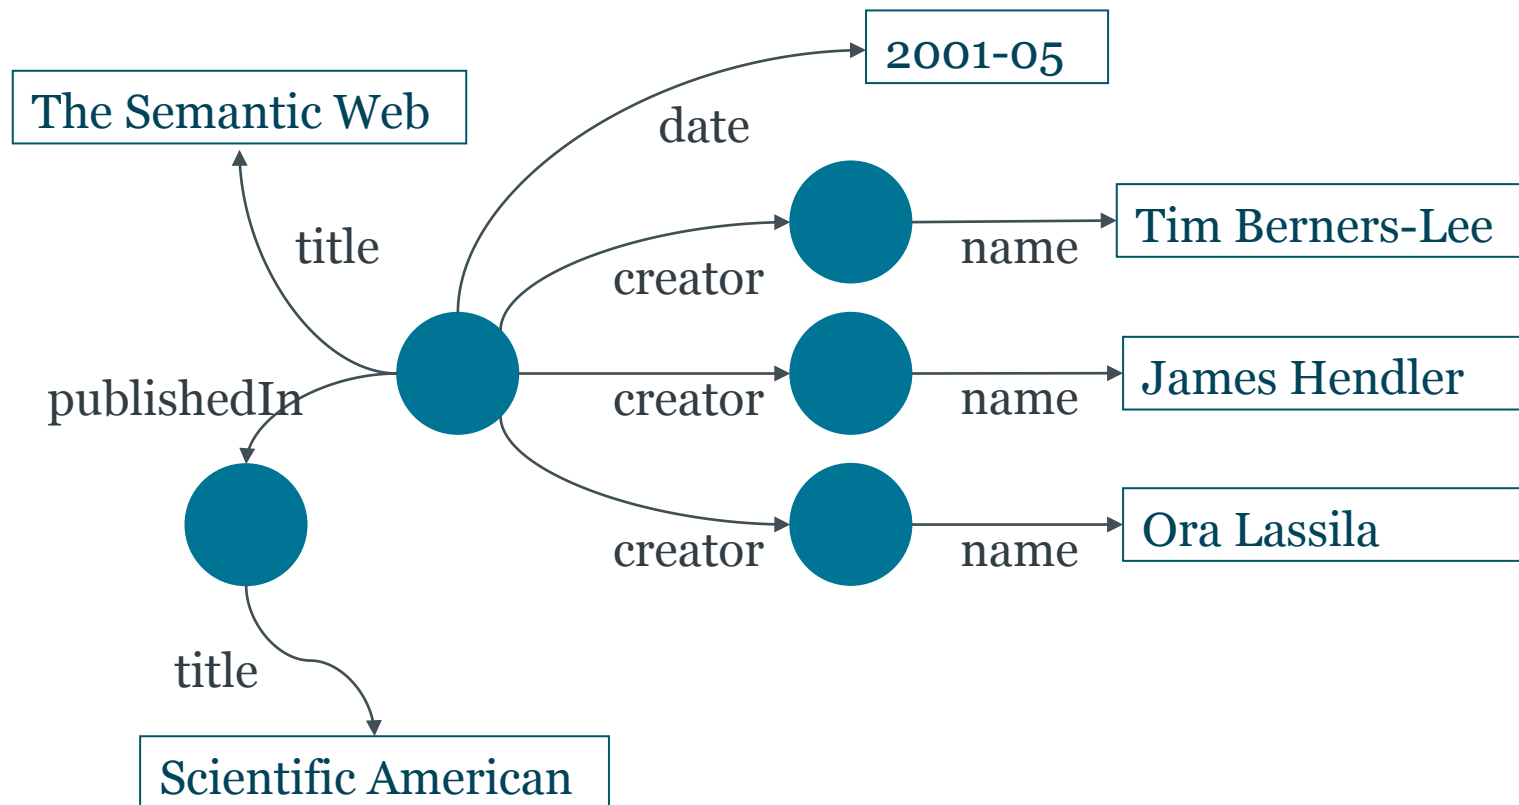 2001-05
The Semantic Web
date
title
Tim Berners-Lee
creator
name
publishedIn
James Hendler
creator
name
Ora Lassila
creator
name
title
Scientific American